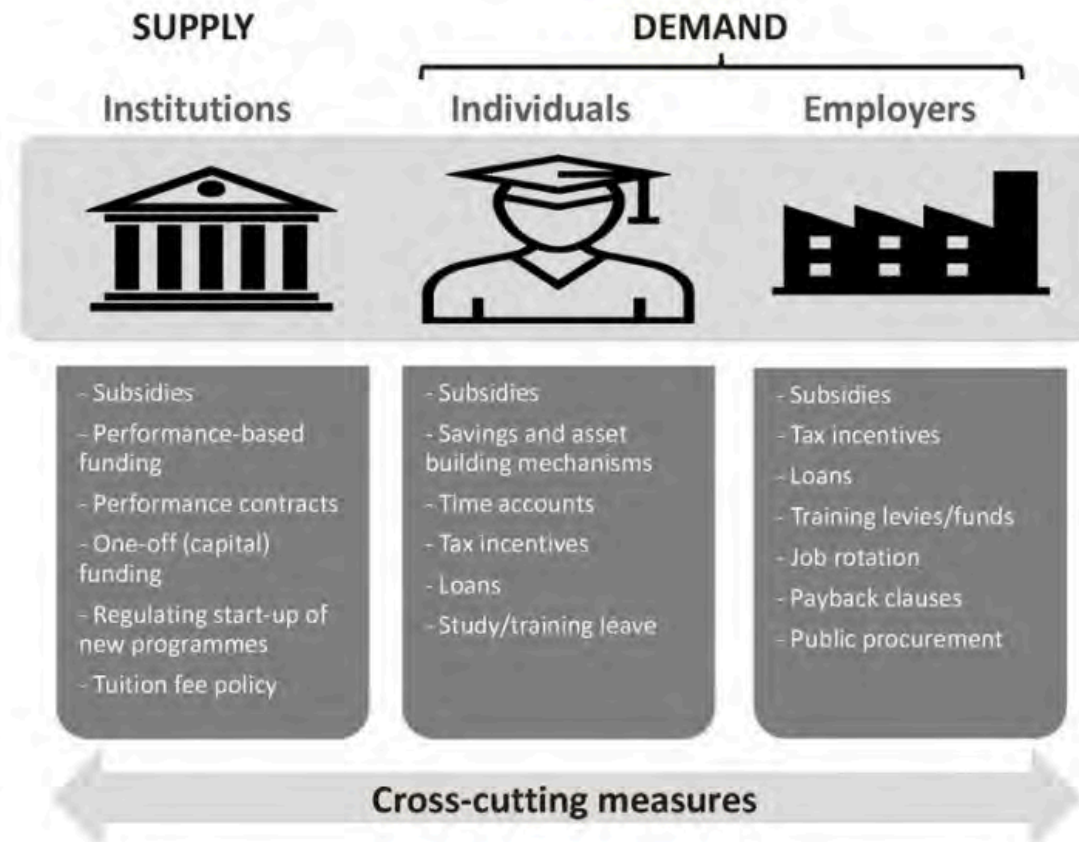 SUPPLY
DEMAND
Institutions
Individuals
Employers
- Subsidies
- Performance-based
funding
- Performance contracts
- One-off (capital)
funding
- Regulating start-up of
new programmes
- Tuition fee policy
- Subsidies
- Savings and asset
building mechanisms
- Time accounts
- Tax incentives
- Loans
- Study/training leave
- Subsidies
- Tax incentives
- Loans
- Training levies/funds
- Job rotation
- Payback clauses
- Public procurement
Cross-cutting measures